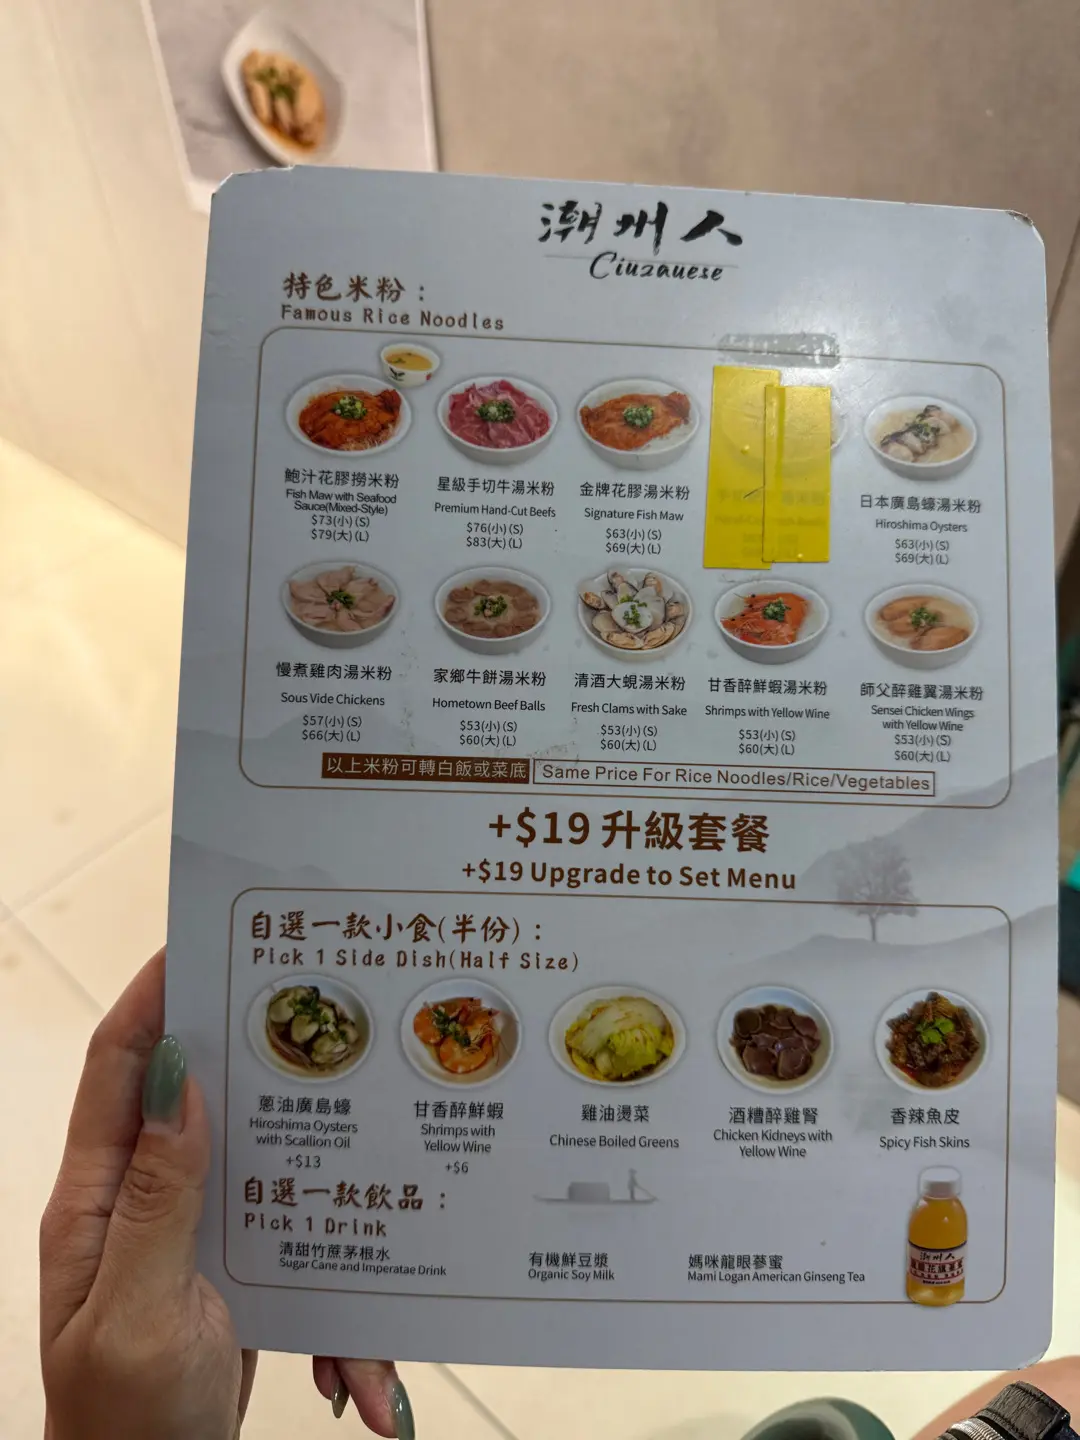 潮州人
Ciuzauese
特色米粉：
Famous Rice Noodles
鮑汁花膠撈米粉
Fish Maw with Seafood
Sauce(Mixed-Style)
$73(小)(S)
$79(大)(L)
星級手切牛湯米粉
Premium Hand-Cut Beefs
$76(小)(S)
$83(大)(L)
金牌花膠湯米粉
Signature Fish Maw
$63(小)(S)
$69(大)(L)
日本廣島蠔湯米粉
Hiroshima Oysters
$63(小)(S)
$69(大)(L)
慢煮雞肉湯米粉
Sous Vide Chickens
$57(小)(S)
$66(大)(L)
家鄉牛餅湯米粉
Hometown Beef Balls
$53(小)(S)
$60(大)(L)
清酒大蜆湯米粉
Fresh Clams with Sake
$53(小)(S)
$60(大)(L)
甘香醉鮮蝦湯米粉
Shrimps with Yellow Wine
$53(小)(S)
$60(大)(L)
師父醉雞翼湯米粉
Sensei Chicken Wings
with Yellow Wine
$53(小)(S)
$60(大)(L)
以上米粉可轉白飯或菜底
Same Price For Rice Noodles/Rice/Vegetables
+$19 升級套餐
+$19 Upgrade to Set Menu
自選一款小食(半份)：
Pick 1 Side Dish(Half Size)
蔥油廣島蠔
Hiroshima Oysters
with Scallion Oil
+$13
甘香醉鮮蝦
Shrimps with
Yellow Wine
+$6
雞油燙菜
Chinese Boiled Greens
酒糟醉雞腎
Chicken Kidneys with
Yellow Wine
香辣魚皮
Spicy Fish Skins
自選一款飲品：
Pick 1 Drink
清甜竹蔗茅根水
Sugar Cane and Imperatae Drink
有機鮮豆漿
Organic Soy Milk
媽咪龍眼蔘蜜
Mami Logan American Ginseng Tea
潮州人